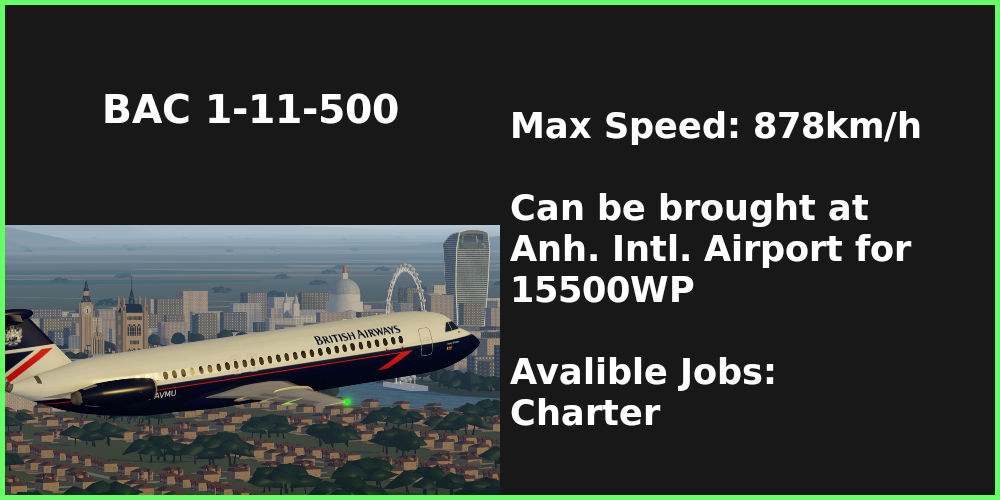 BAC 1-11-500
Max Speed: 878km/h
Can be brought at
Anh. Intl. Airport for
15500WP
Avalible Jobs:
Charter
BRITISH AIRWAYS
AVMU